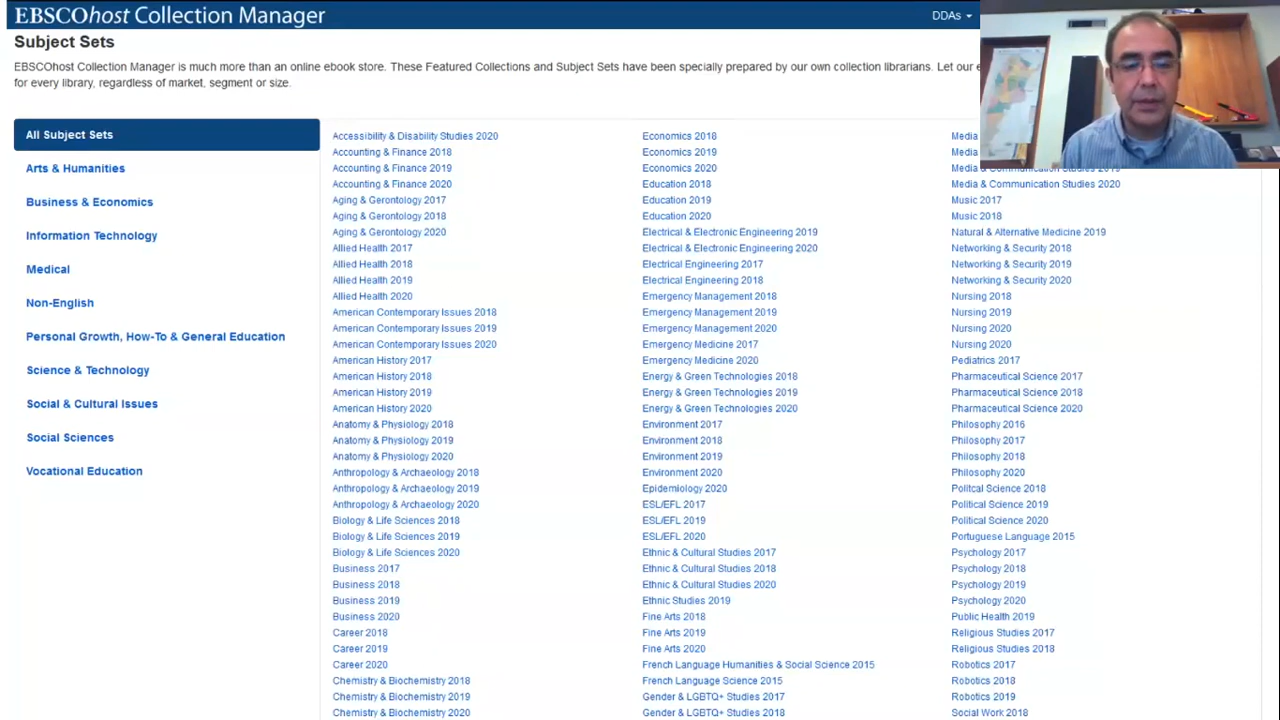 EBSCOhost Collection Manager
DDAs
Subject Sets
EBSCOhost Collection Manager is much more than an online ebook store. These Featured Collections and Subject Sets have been specially prepared by our own collection librarians. Let our
for every library, regardless of market, segment or size.
All Subject Sets
Arts & Humanities
Business & Economics
Information Technology
Medical
Non-English
Personal Growth, How-To & General Education
Science & Technology
Social & Cultural Issues
Social Sciences
Vocational Education
Accessibility & Disability Studies 2020
Accounting & Finance 2018
Accounting & Finance 2019
Accounting & Finance 2020
Aging & Gerontology 2017
Aging & Gerontology 2018
Aging & Gerontology 2020
Allied Health 2017
Allied Health 2018
Allied Health 2019
Allied Health 2020
American Contemporary Issues 2018
American Contemporary Issues 2019
American Contemporary Issues 2020
American History 2017
American History 2018
American History 2019
American History 2020
Anatomy & Physiology 2018
Anatomy & Physiology 2019
Anatomy & Physiology 2020
Anthropology & Archaeology 2018
Anthropology & Archaeology 2019
Anthropology & Archaeology 2020
Biology & Life Sciences 2018
Biology & Life Sciences 2019
Biology & Life Sciences 2020
Business 2017
Business 2018
Business 2019
Business 2020
Career 2018
Career 2019
Career 2020
Chemistry & Biochemistry 2018
Chemistry & Biochemistry 2019
Chemistry & Biochemistry 2020
Economics 2018
Economics 2019
Economics 2020
Education 2018
Education 2019
Education 2020
Electrical & Electronic Engineering 2019
Electrical & Electronic Engineering 2020
Electrical Engineering 2017
Electrical Engineering 2018
Emergency Management 2018
Emergency Management 2019
Emergency Management 2020
Emergency Medicine 2017
Emergency Medicine 2020
Energy & Green Technologies 2018
Energy & Green Technologies 2019
Energy & Green Technologies 2020
Environment 2017
Environment 2018
Environment 2019
Environment 2020
Epidemiology 2020
ESL/EFL 2017
ESL/EFL 2019
ESL/EFL 2020
Ethnic & Cultural Studies 2017
Ethnic & Cultural Studies 2018
Ethnic & Cultural Studies 2020
Ethnic Studies 2019
Fine Arts 2018
Fine Arts 2019
Fine Arts 2020
French Language Humanities & Social Science 2015
French Language Science 2015
Gender & LGBTQ+ Studies 2017
Gender & LGBTQ+ Studies 2018
Media
Media
Media & Communication Studies 2019
Media & Communication Studies 2020
Music 2017
Music 2018
Natural & Alternative Medicine 2019
Networking & Security 2018
Networking & Security 2019
Networking & Security 2020
Nursing 2018
Nursing 2019
Nursing 2020
Nursing 2020
Pediatrics 2017
Pharmaceutical Science 2017
Pharmaceutical Science 2018
Pharmaceutical Science 2020
Philosophy 2016
Philosophy 2017
Philosophy 2018
Philosophy 2020
Politcal Science 2018
Political Science 2019
Political Science 2020
Portuguese Language 2015
Psychology 2017
Psychology 2018
Psychology 2019
Psychology 2020
Public Health 2019
Religious Studies 2017
Religious Studies 2018
Robotics 2017
Robotics 2018
Robotics 2019
Social Work 2018